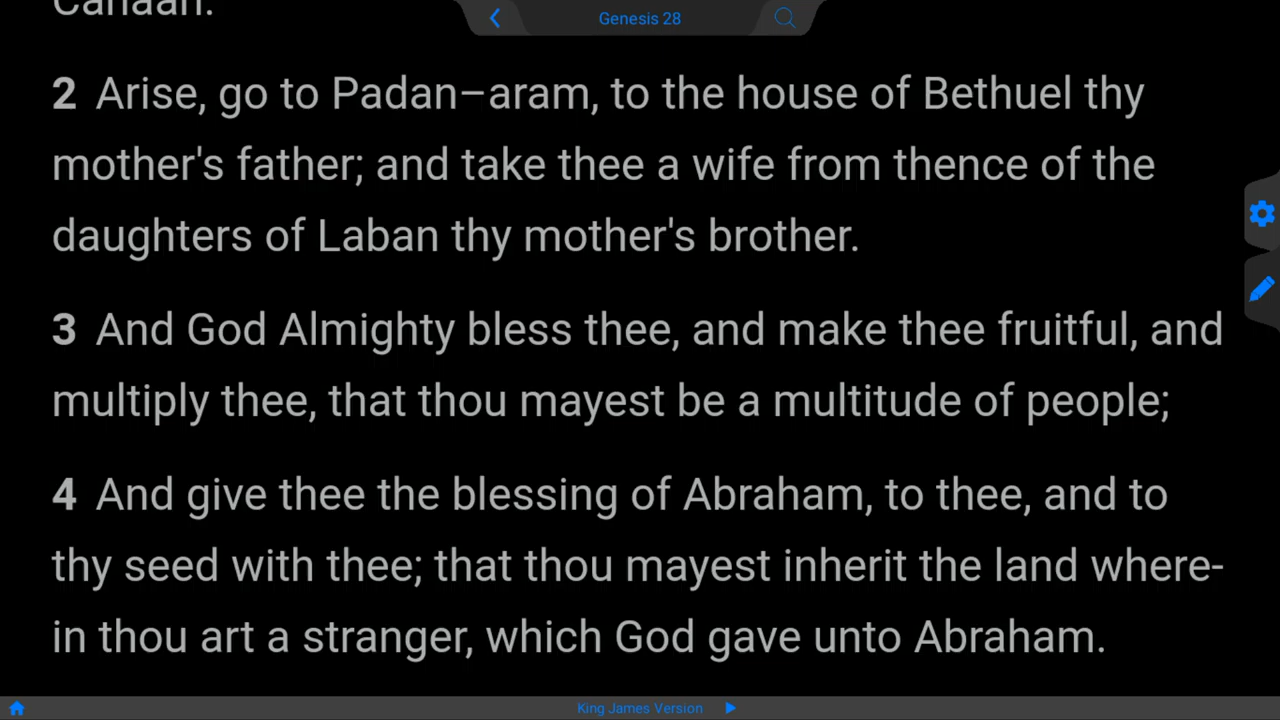 Canaan.
Genesis 28
2 Arise, go to Padan–aram, to the house of Bethuel thy
mother's father; and take thee a wife from thence of the
daughters of Laban thy mother's brother.
3 And God Almighty bless thee, and make thee fruitful, and
multiply thee, that thou mayest be a multitude of people;
4 And give thee the blessing of Abraham, to thee, and to
thy seed with thee; that thou mayest inherit the land where-
in thou art a stranger, which God gave unto Abraham.
King James Version